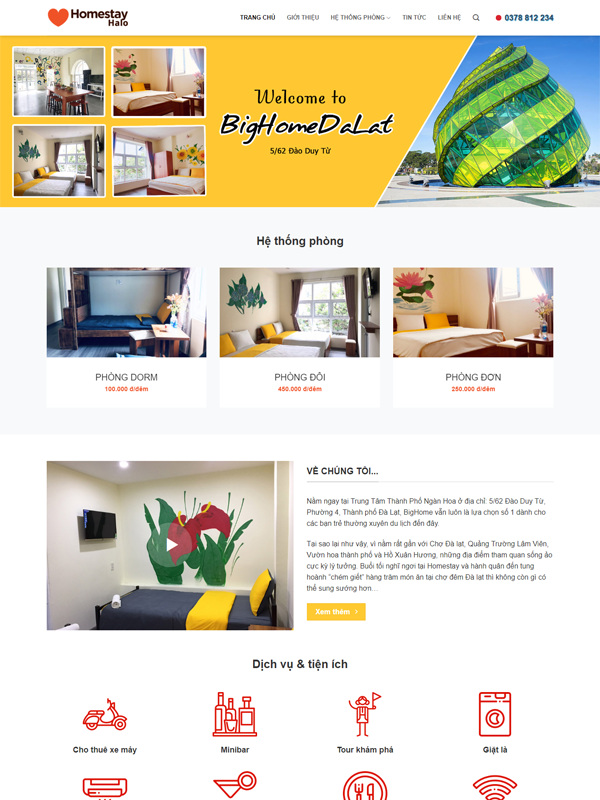 Homestay
Halo
TRANG CHỦ
GIỚI THIỆU
HỆ THỐNG PHÒNG
TIN TỨC
LIÊN HỆ
0378 812 234
Welcome to
BigHomeDaLat
5/62 Đào Duy Từ
Hệ thống phòng
PHÒNG DORM
100.000 đ/đêm
PHÒNG ĐÔI
450.000 đ/đêm
PHÒNG ĐƠN
250.000 đ/đêm
VỀ CHÚNG TÔI...
Nằm ngay tại Trung Tâm Thành Phố Ngàn Hoa ở địa chỉ: 5/62 Đào Duy Từ,
Phường 4, Thành phố Đà Lạt, BigHome vẫn luôn là lựa chọn số 1 dành cho
các bạn trẻ thường xuyên du lịch đến đây.
Tại sao lại như vậy, vì nằm rất gần với Chợ Đà lạt, Quảng Trường Lâm Viên,
Vườn hoa thành phố và Hồ Xuân Hương, những địa điểm tham quan sống ảo
cực kỳ lý tưởng. Buổi tối nghỉ ngơi tại Homestay và hành quân đến tung
hoành "chém giết" hàng trăm món ăn tại chợ đêm Đà lạt thì không còn gì có
thể sung sướng hơn...
Xem thêm
Dịch vụ & tiện ích
Cho thuê xe máy
Minibar
Tour khám phá
Giặt là